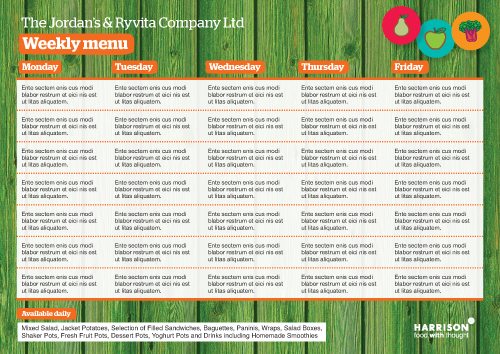 The Jordan's & Ryvita Company Ltd
Weekly menu
Monday Tuesday Wednesday Thursday Friday
Ente sectem enis cus modi Ente sectem enis cus modi Ente sectem enis cus modi Ente sectem enis cus modi Ente sectem enis cus modi
blabor restrum et eici nis est blabor restrum et eici nis est blabor restrum et eici nis est blabor restrum et eici nis est blabor restrum et eici nis est
ut litas aliquatem. ut litas aliquatem. ut litas aliquatem. ut litas aliquatem. ut litas aliquatem.
Ente sectem enis cus modi Ente sectem enis cus modi Ente sectem enis cus modi Ente sectem enis cus modi Ente sectem enis cus modi
blabor restrum et eici nis est blabor restrum et eici nis est blabor restrum et eici nis est blabor restrum et eici nis est blabor restrum et eici nis est
ut litas aliquatem. ut litas aliquatem. ut litas aliquatem. ut litas aliquatem. ut litas aliquatem.
Ente sectem enis cus modi Ente sectem enis cus modi Ente sectem enis cus modi Ente sectem enis cus modi Ente sectem enis cus modi
blabor restrum et eici nis est blabor restrum et eici nis est blabor restrum et eici nis est blabor restrum et eici nis est blabor restrum et eici nis est
ut litas aliquatem. ut litas aliquatem. ut litas aliquatem. ut litas aliquatem. ut litas aliquatem.
Ente sectem enis cus modi Ente sectem enis cus modi Ente sectem enis cus modi Ente sectem enis cus modi Ente sectem enis cus modi
blabor restrum et eici nis est blabor restrum et eici nis est blabor restrum et eici nis est blabor restrum et eici nis est blabor restrum et eici nis est
ut litas aliquatem. ut litas aliquatem. ut litas aliquatem. ut litas aliquatem. ut litas aliquatem.
Ente sectem enis cus modi Ente sectem enis cus modi Ente sectem enis cus modi Ente sectem enis cus modi Ente sectem enis cus modi
blabor restrum et eici nis est blabor restrum et eici nis est blabor restrum et eici nis est blabor restrum et eici nis est blabor restrum et eici nis est
ut litas aliquatem. ut litas aliquatem. ut litas aliquatem. ut litas aliquatem. ut litas aliquatem.
Ente sectem enis cus modi Ente sectem enis cus modi Ente sectem enis cus modi Ente sectem enis cus modi Ente sectem enis cus modi
blabor restrum et eici nis est blabor restrum et eici nis est blabor restrum et eici nis est blabor restrum et eici nis est blabor restrum et eici nis est
ut litas aliquatem. ut litas aliquatem. ut litas aliquatem. ut litas aliquatem. ut litas aliquatem.
Ente sectem enis cus modi Ente sectem enis cus modi Ente sectem enis cus modi Ente sectem enis cus modi Ente sectem enis cus modi
blabor restrum et eici nis est blabor restrum et eici nis est blabor restrum et eici nis est blabor restrum et eici nis est blabor restrum et eici nis est
ut litas aliquatem. ut litas aliquatem. ut litas aliquatem. ut litas aliquatem. ut litas aliquatem.
Available daily
Mixed Salad, Jacket Potatoes, Selection of Filled Sandwiches, Baguettes, Paninis, Wraps, Salad Boxes,
Shaker Pots, Fresh Fruit Pots, Dessert Pots, Yoghurt Pots and Drinks including Homemade Smoothies
HARRISON
food with thought